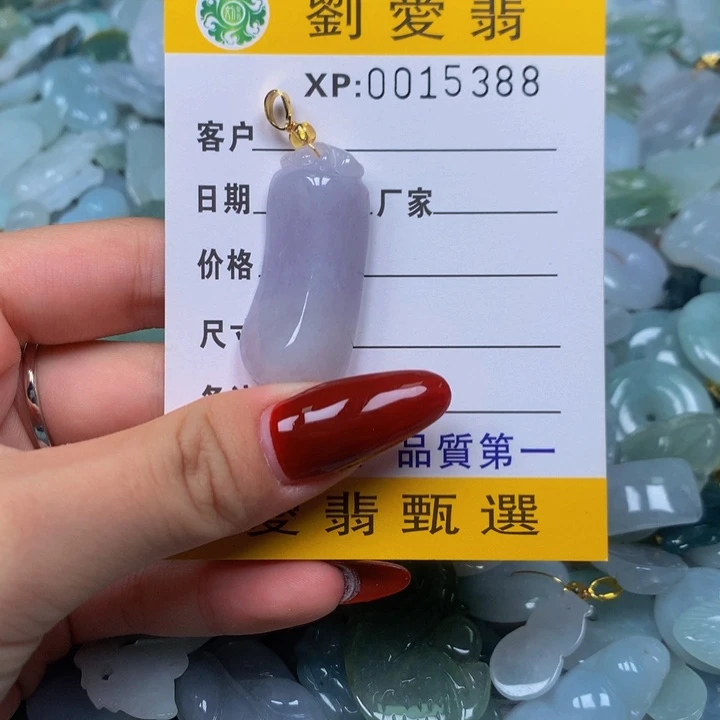 劉愛翡
XP:0015388
客户
日期 厂家
价格
尺寸
品質第一
愛翡甄選